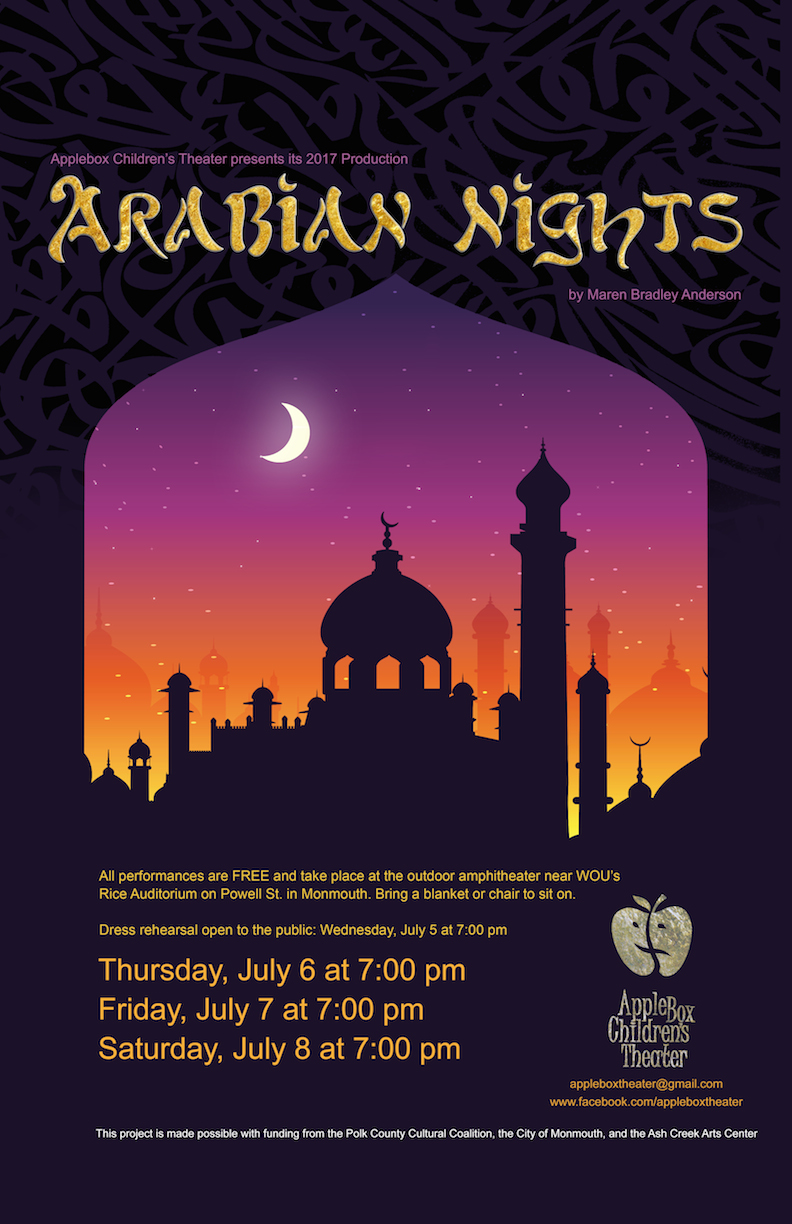 Applebox Children's Theater presents its 2017 Production
Arabian Nights
by Maren Bradley Anderson
All performances are FREE and take place at the outdoor amphitheater near WOU's
Rice Auditorium on Powell St. in Monmouth. Bring a blanket or chair to sit on.
Dress rehearsal open to the public: Wednesday, July 5 at 7:00 pm
Thursday, July 6 at 7:00 pm
Friday, July 7 at 7:00 pm
Saturday, July 8 at 7:00 pm
AppleBox
Children's
Theater
appleboxtheater@gmail.com
www.facebook.com/appleboxtheater
This project is made possible with funding from the Polk County Cultural Coalition, the City of Monmouth, and the Ash Creek Arts Center